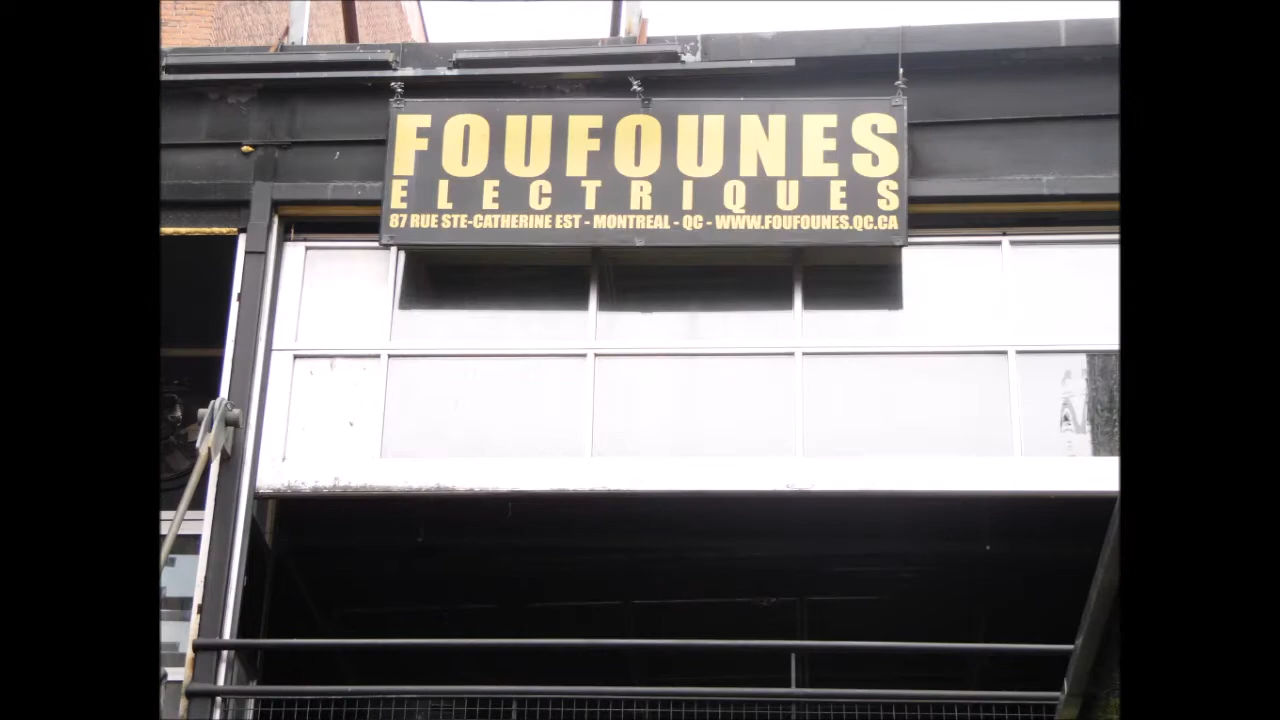 FOUFOUNES
ELECTRIQUES
87 RUE STE-CATHERINE EST - MONTREAL - QC - WWW.FOUFOUNES.QC.CA